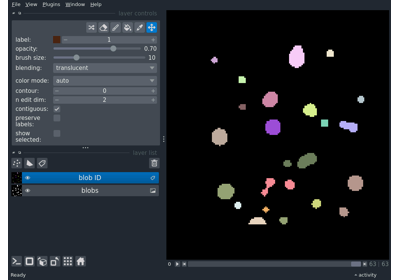 File View Plugins Window Help
layer controls
label: 1
opacity: 0.70
brush size: 10
blending: translucent
color mode: auto
contour: 0
n edit dim: 2
contiguous:
preserve
labels:
show
selected:
layer list
blob ID
blobs
63 63
Ready
activity